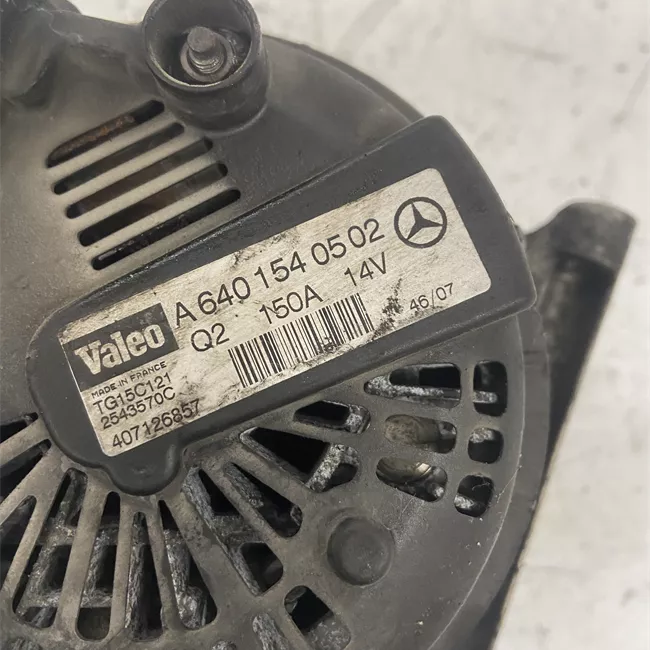 A 640 154 05 02
Valeo Q2 150A 14V
MADE IN FRANCE
TG15C121 46/07
2543570C
407126857